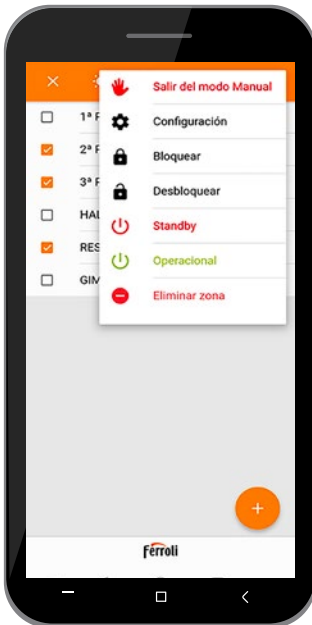 Salir del modo Manual
1ª F
Configuración
2ª F
Bloquear
3ª F
Desbloquear
HAL
Standby
RES
Operacional
GIM
Eliminar zona
+
Ferroli